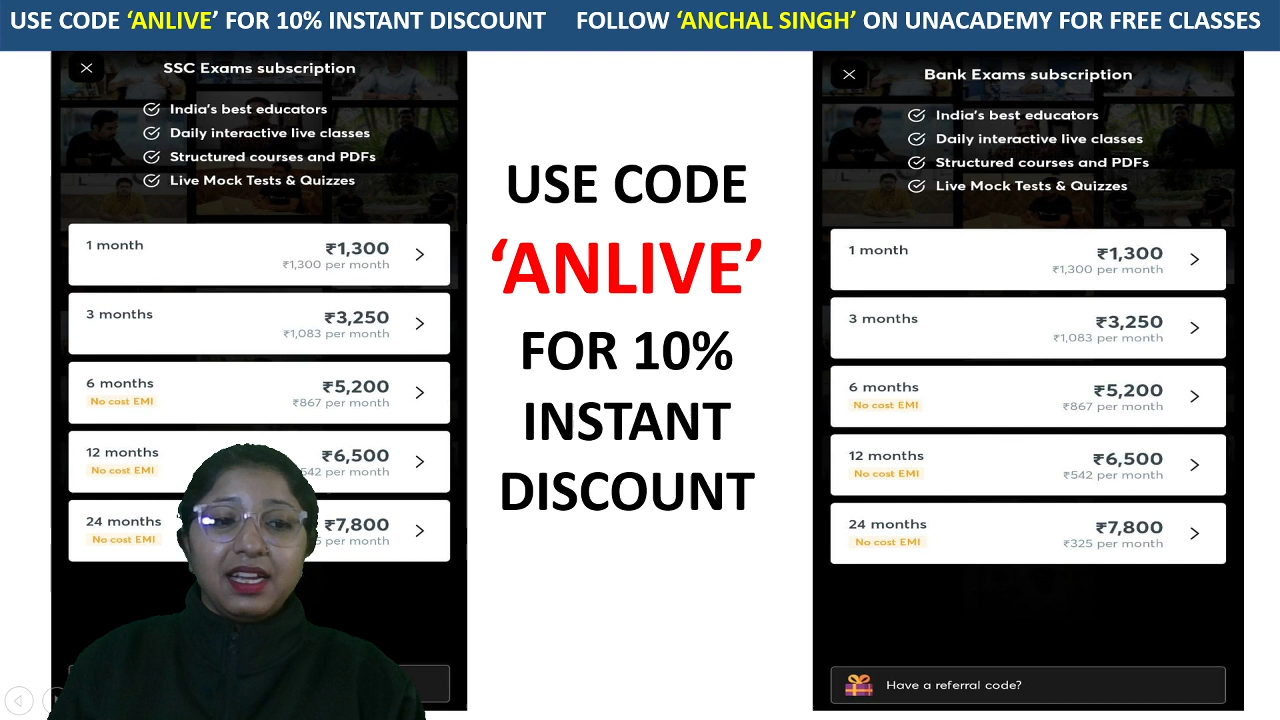 USE CODE ‘ANLIVE’ FOR 10% INSTANT DISCOUNT FOLLOW ‘ANCHAL SINGH’ ON UNACADEMY FOR FREE CLASSES
SSC Exams subscription
India's best educators
Daily interactive live classes
Structured courses and PDFs
Live Mock Tests & Quizzes
1 month
₹1,300
₹1,300 per month
3 months
₹3,250
₹1,083 per month
6 months
₹5,200
No cost EMI
₹867 per month
12 months
₹6,500
No cost EMI
542 per month
24 months
₹7,800
No cost EMI
per month
USE CODE
‘ANLIVE’
FOR 10%
INSTANT
DISCOUNT
Bank Exams subscription
India's best educators
Daily interactive live classes
Structured courses and PDFs
Live Mock Tests & Quizzes
1 month
₹1,300
₹1,300 per month
3 months
₹3,250
₹1,083 per month
6 months
₹5,200
No cost EMI
₹867 per month
12 months
₹6,500
No cost EMI
₹542 per month
24 months
₹7,800
No cost EMI
₹325 per month
Have a referral code?